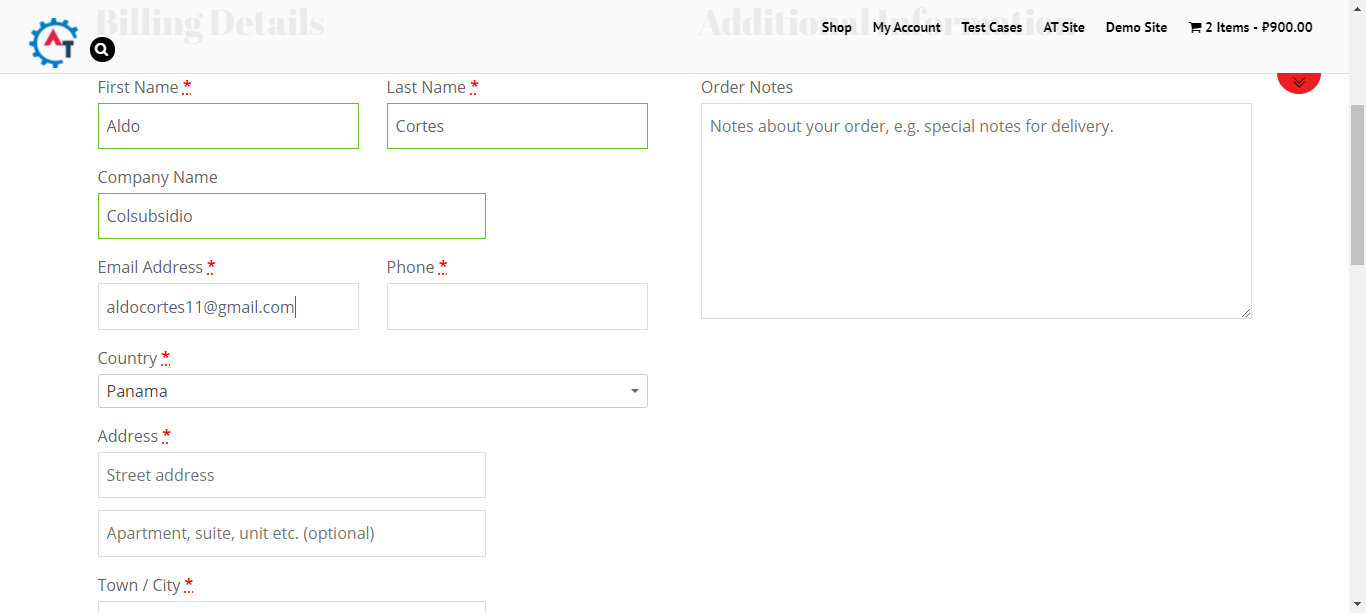 Billing Details
Additional Information
AT
Shop My Account Test Cases AT Site Demo Site 2 Items - ₽900.00
First Name *
Last Name *
Aldo
Cortes
Company Name
Colsubsidio
Email Address *
Phone *
aldocortes11@gmail.com
Country *
Panama
Address *
Street address
Apartment, suite, unit etc. (optional)
Town / City *
Order Notes
Notes about your order, e.g. special notes for delivery.